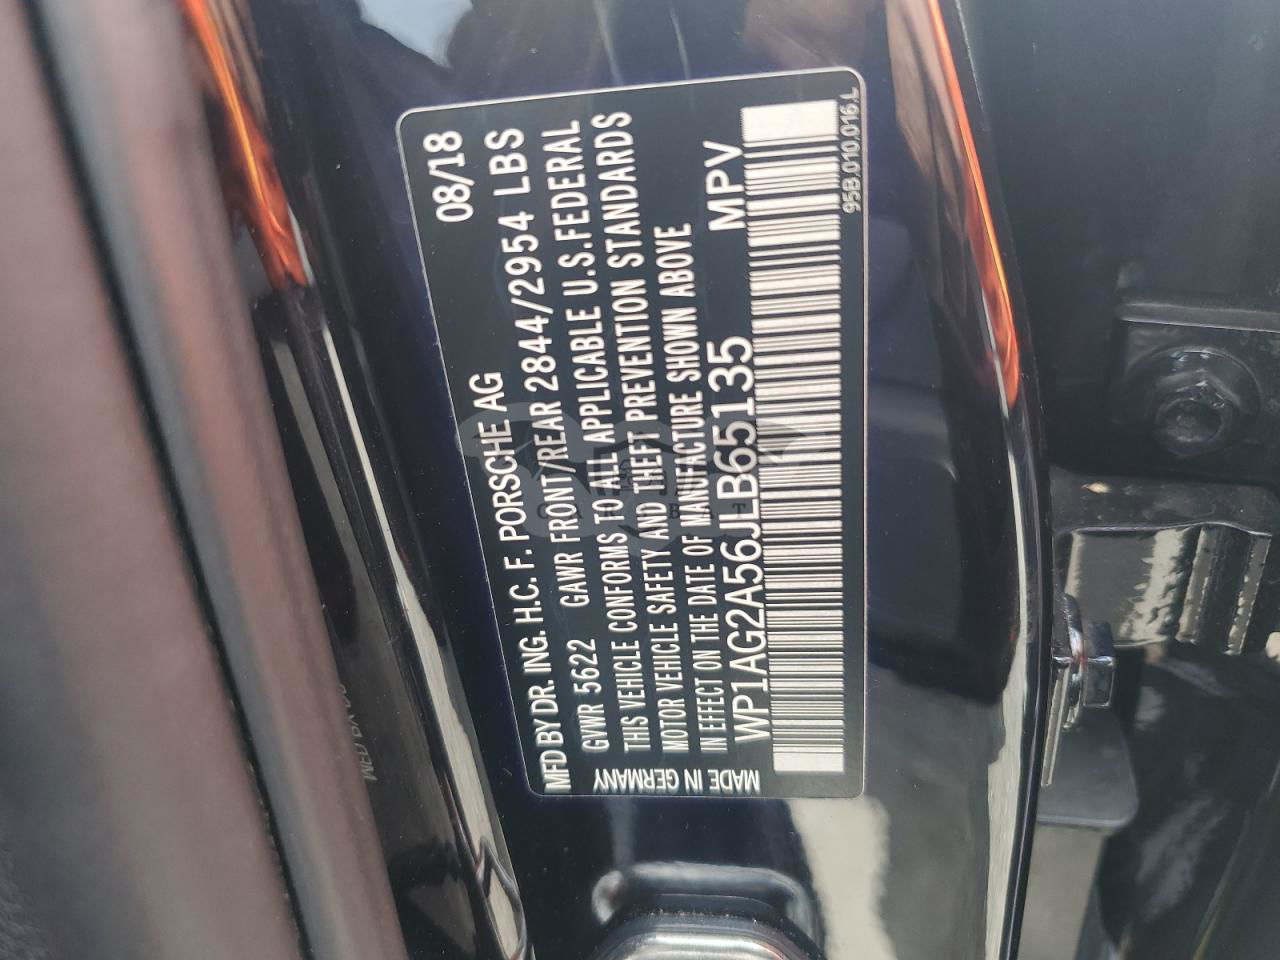 MFD BY DR. ING. H.C. F. PORSCHE AG 08/18
GVWR 5622 GAWR FRONT/REAR 2844/2954 LBS
THIS VEHICLE CONFORMS TO ALL APPLICABLE U.S.FEDERAL
MOTOR VEHICLE SAFETY AND THEFT PREVENTION STANDARDS
IN EFFECT ON THE DATE OF MANUFACTURE SHOWN ABOVE
WP1AG2A56JLB65135 MPV
MADE IN GERMANY
95B.010.016.L